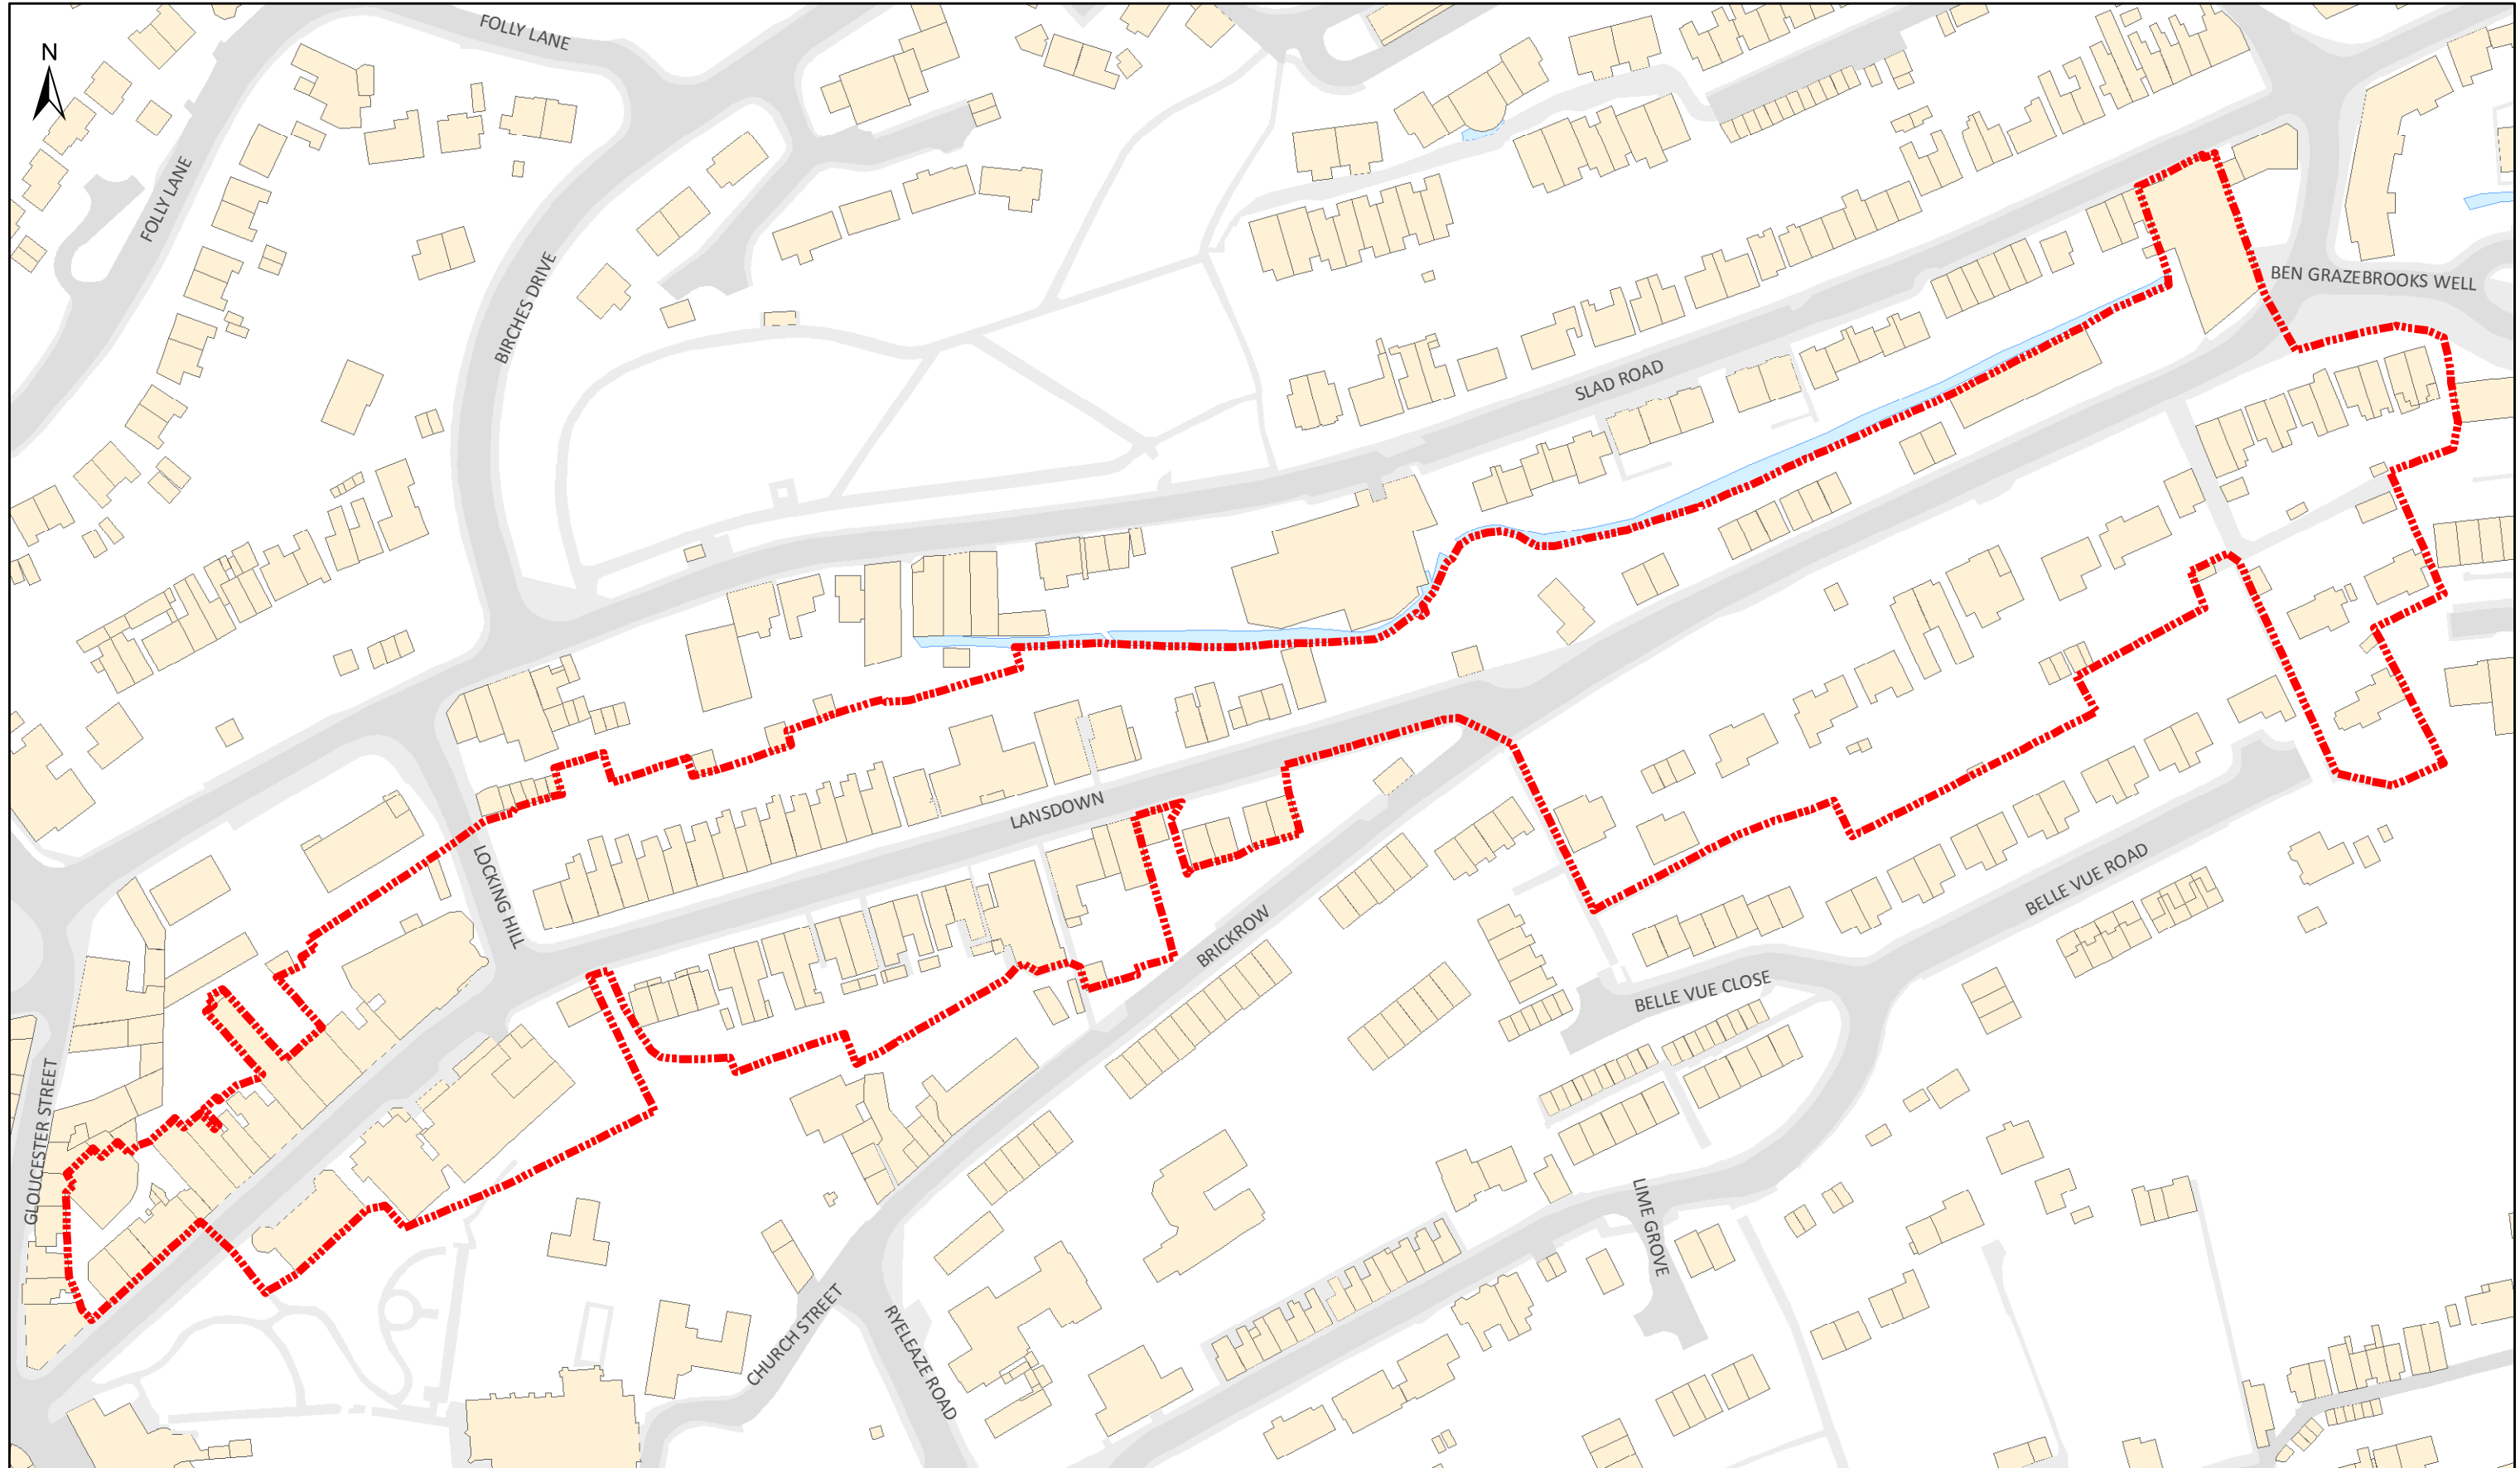 FOLLY LANE
N
FOLLY LANE
BIRCHES DRIVE
BEN GRAZEBROOKS WELL
SLAD ROAD
LANSDOWN
LOCKING HILL
BELLE VUE ROAD
BRICKROW
BELLE VUE CLOSE
GLOUCESTER STREET
LIME GROVE
CHURCH STREET
RYELEAZE ROAD